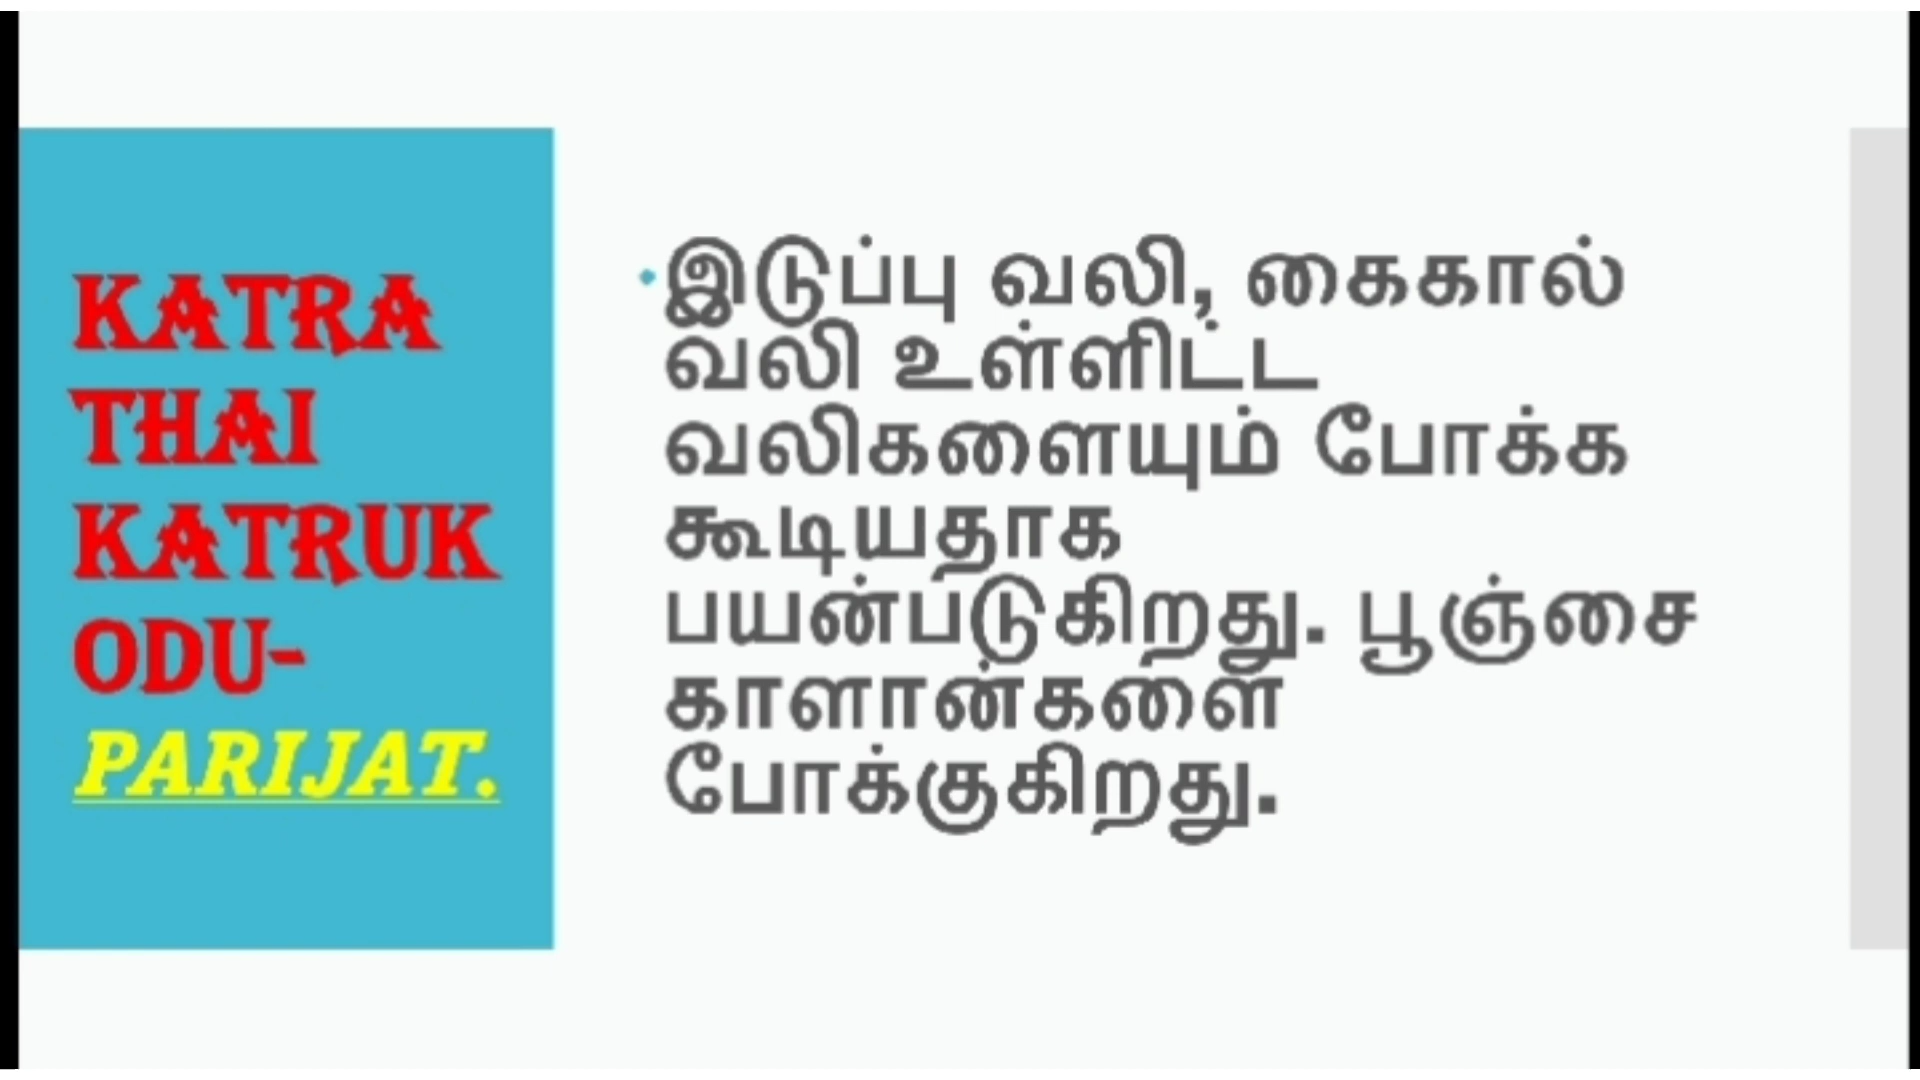 KATRA
THAI
KATRUK
ODU-
PARIJAT.
•இடுப்பு வலி, கைகால்
வலி உள்ளிட்ட
வலிகளையும் போக்க
கூடியதாக
பயன்படுகிறது. பூஞ்சை
காளான்களை
போக்குகிறது.